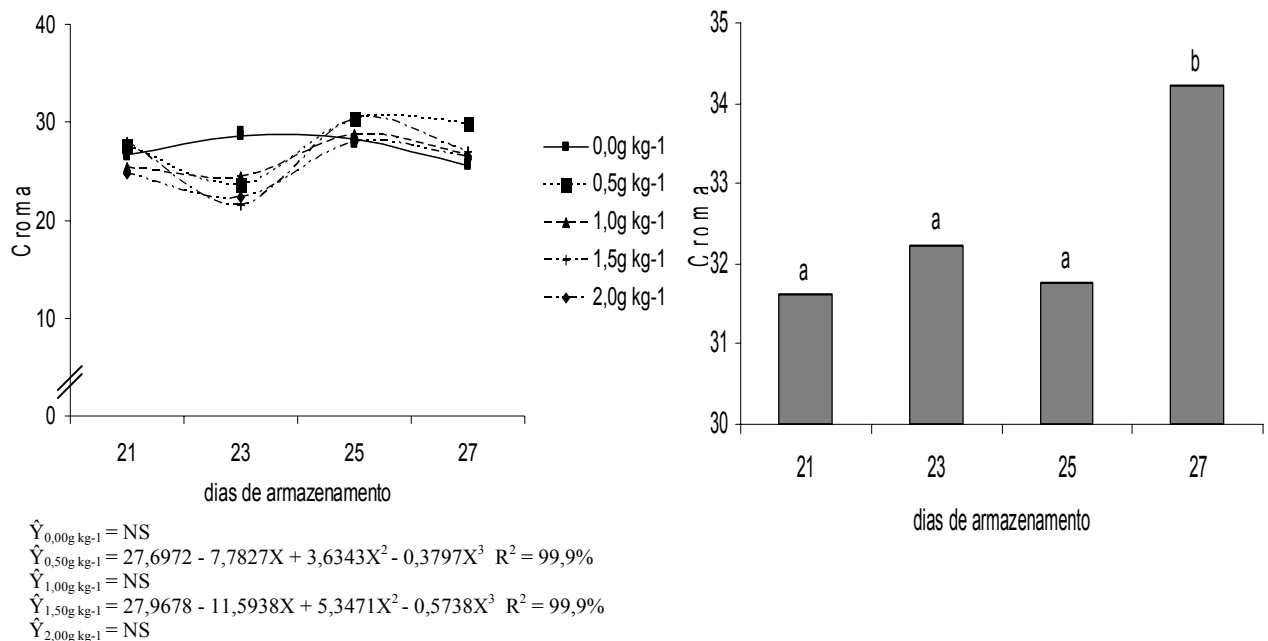 40
30
20
10
0
Croma
21 23 25 27
dias de armazenamento
0,0g kg-1
0,5g kg-1
1,0g kg-1
1,5g kg-1
2,0g kg-1
Ŷ0,00g kg-1 = NS
Ŷ0,50g kg-1 = 27,6972 - 7,7827X + 3,6343X² - 0,3797X³ R² = 99,9%
Ŷ1,00g kg-1 = NS
Ŷ1,50g kg-1 = 27,9678 - 11,5938X + 5,3471X² - 0,5738X³ R² = 99,9%
Ŷ2,00g kg-1 = NS
35
34
33
32
31
30
Croma
a
a
a
b
21 23 25 27
dias de armazenamento